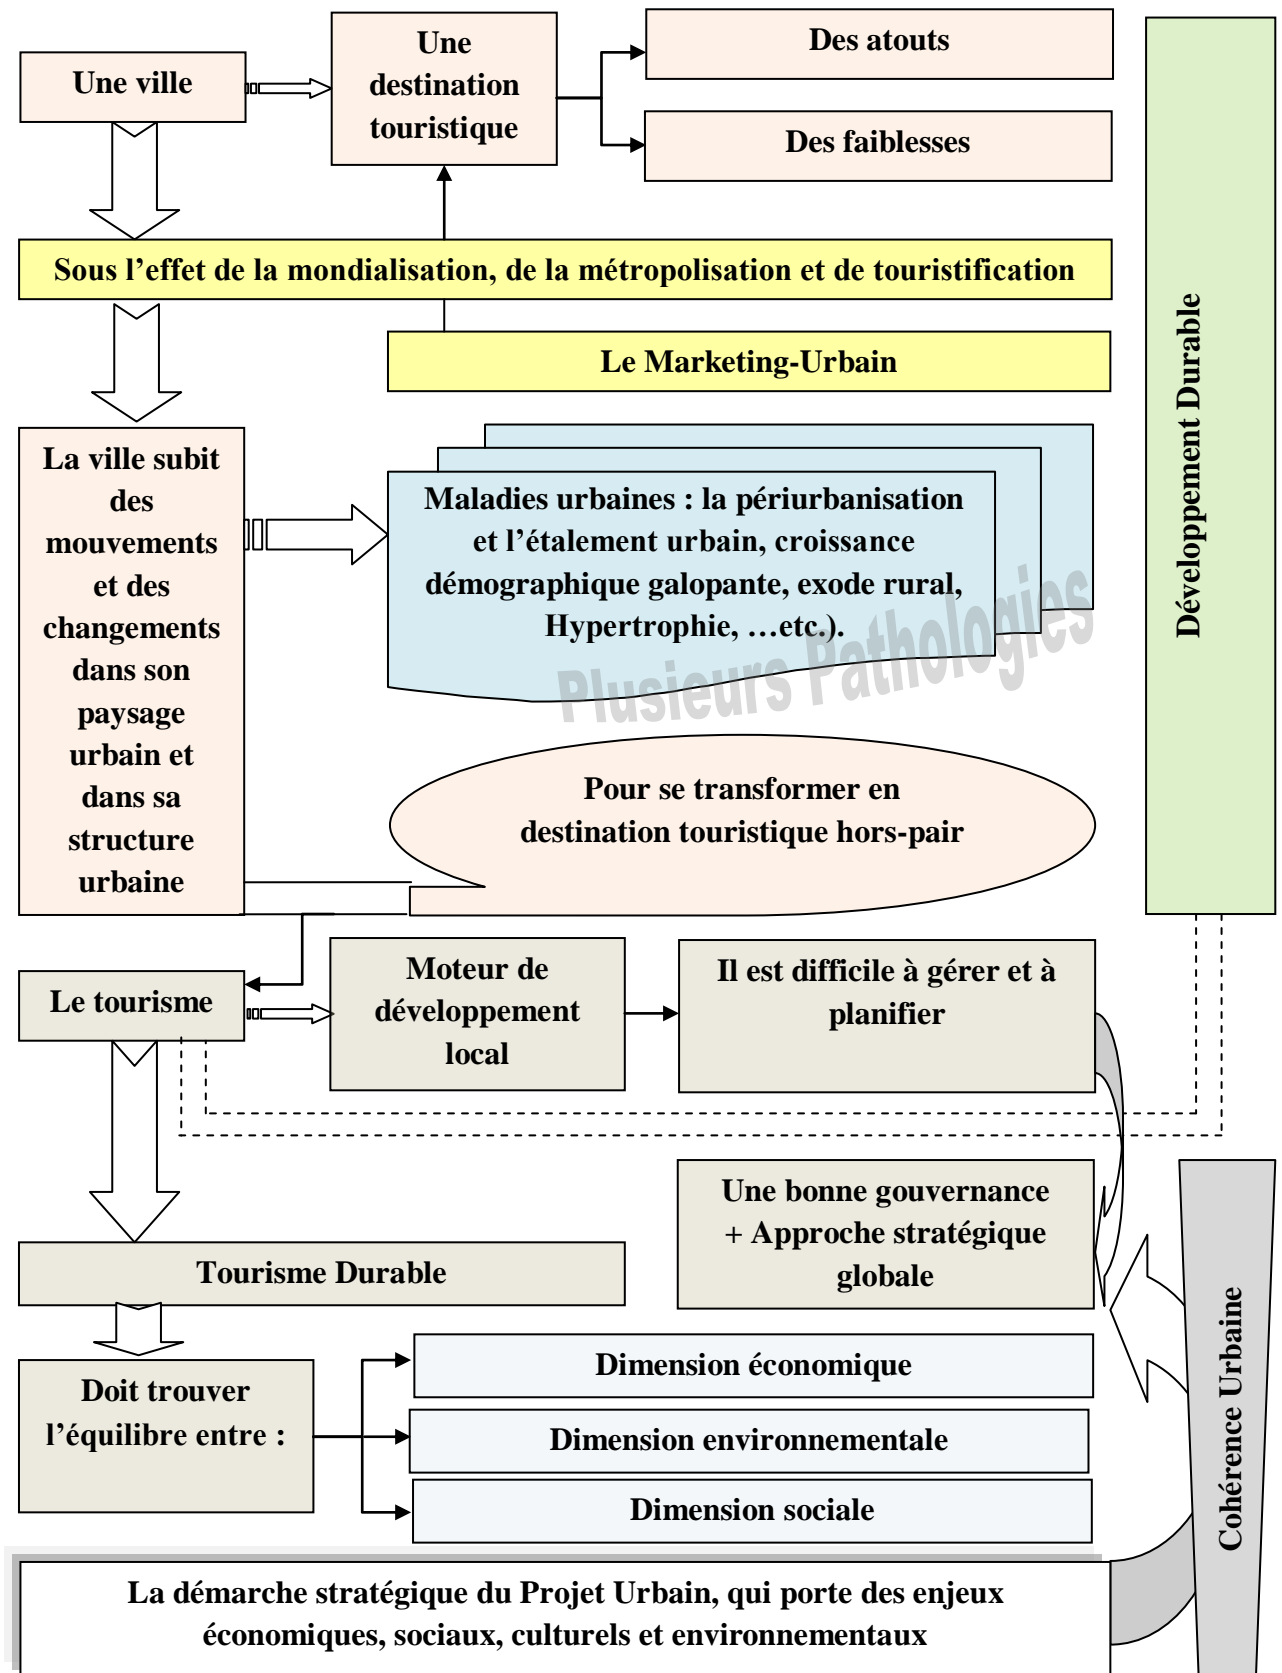 Une ville
Une
destination
touristique
Des atouts
Des faiblesses
Sous l’effet de la mondialisation, de la métropolisation et de touristification
Le Marketing-Urbain
Développement Durable
La ville subit
des
mouvements
et des
changements
dans son
paysage
urbain et
dans sa
structure
urbaine
Maladies urbaines : la périurbanisation
et l’étalement urbain, croissance
démographique galopante, exode rural,
Hypertrophie, …etc.).
Plusieurs Pathologies
Pour se transformer en
destination touristique hors-pair
Le tourisme
Moteur de
développement
local
Il est difficile à gérer et à
planifier
Une bonne gouvernance
+ Approche stratégique
globale
Tourisme Durable
Doit trouver
l’équilibre entre :
Dimension économique
Dimension environnementale
Dimension sociale
Cohérence Urbaine
La démarche stratégique du Projet Urbain, qui porte des enjeux
économiques, sociaux, culturels et environnementaux